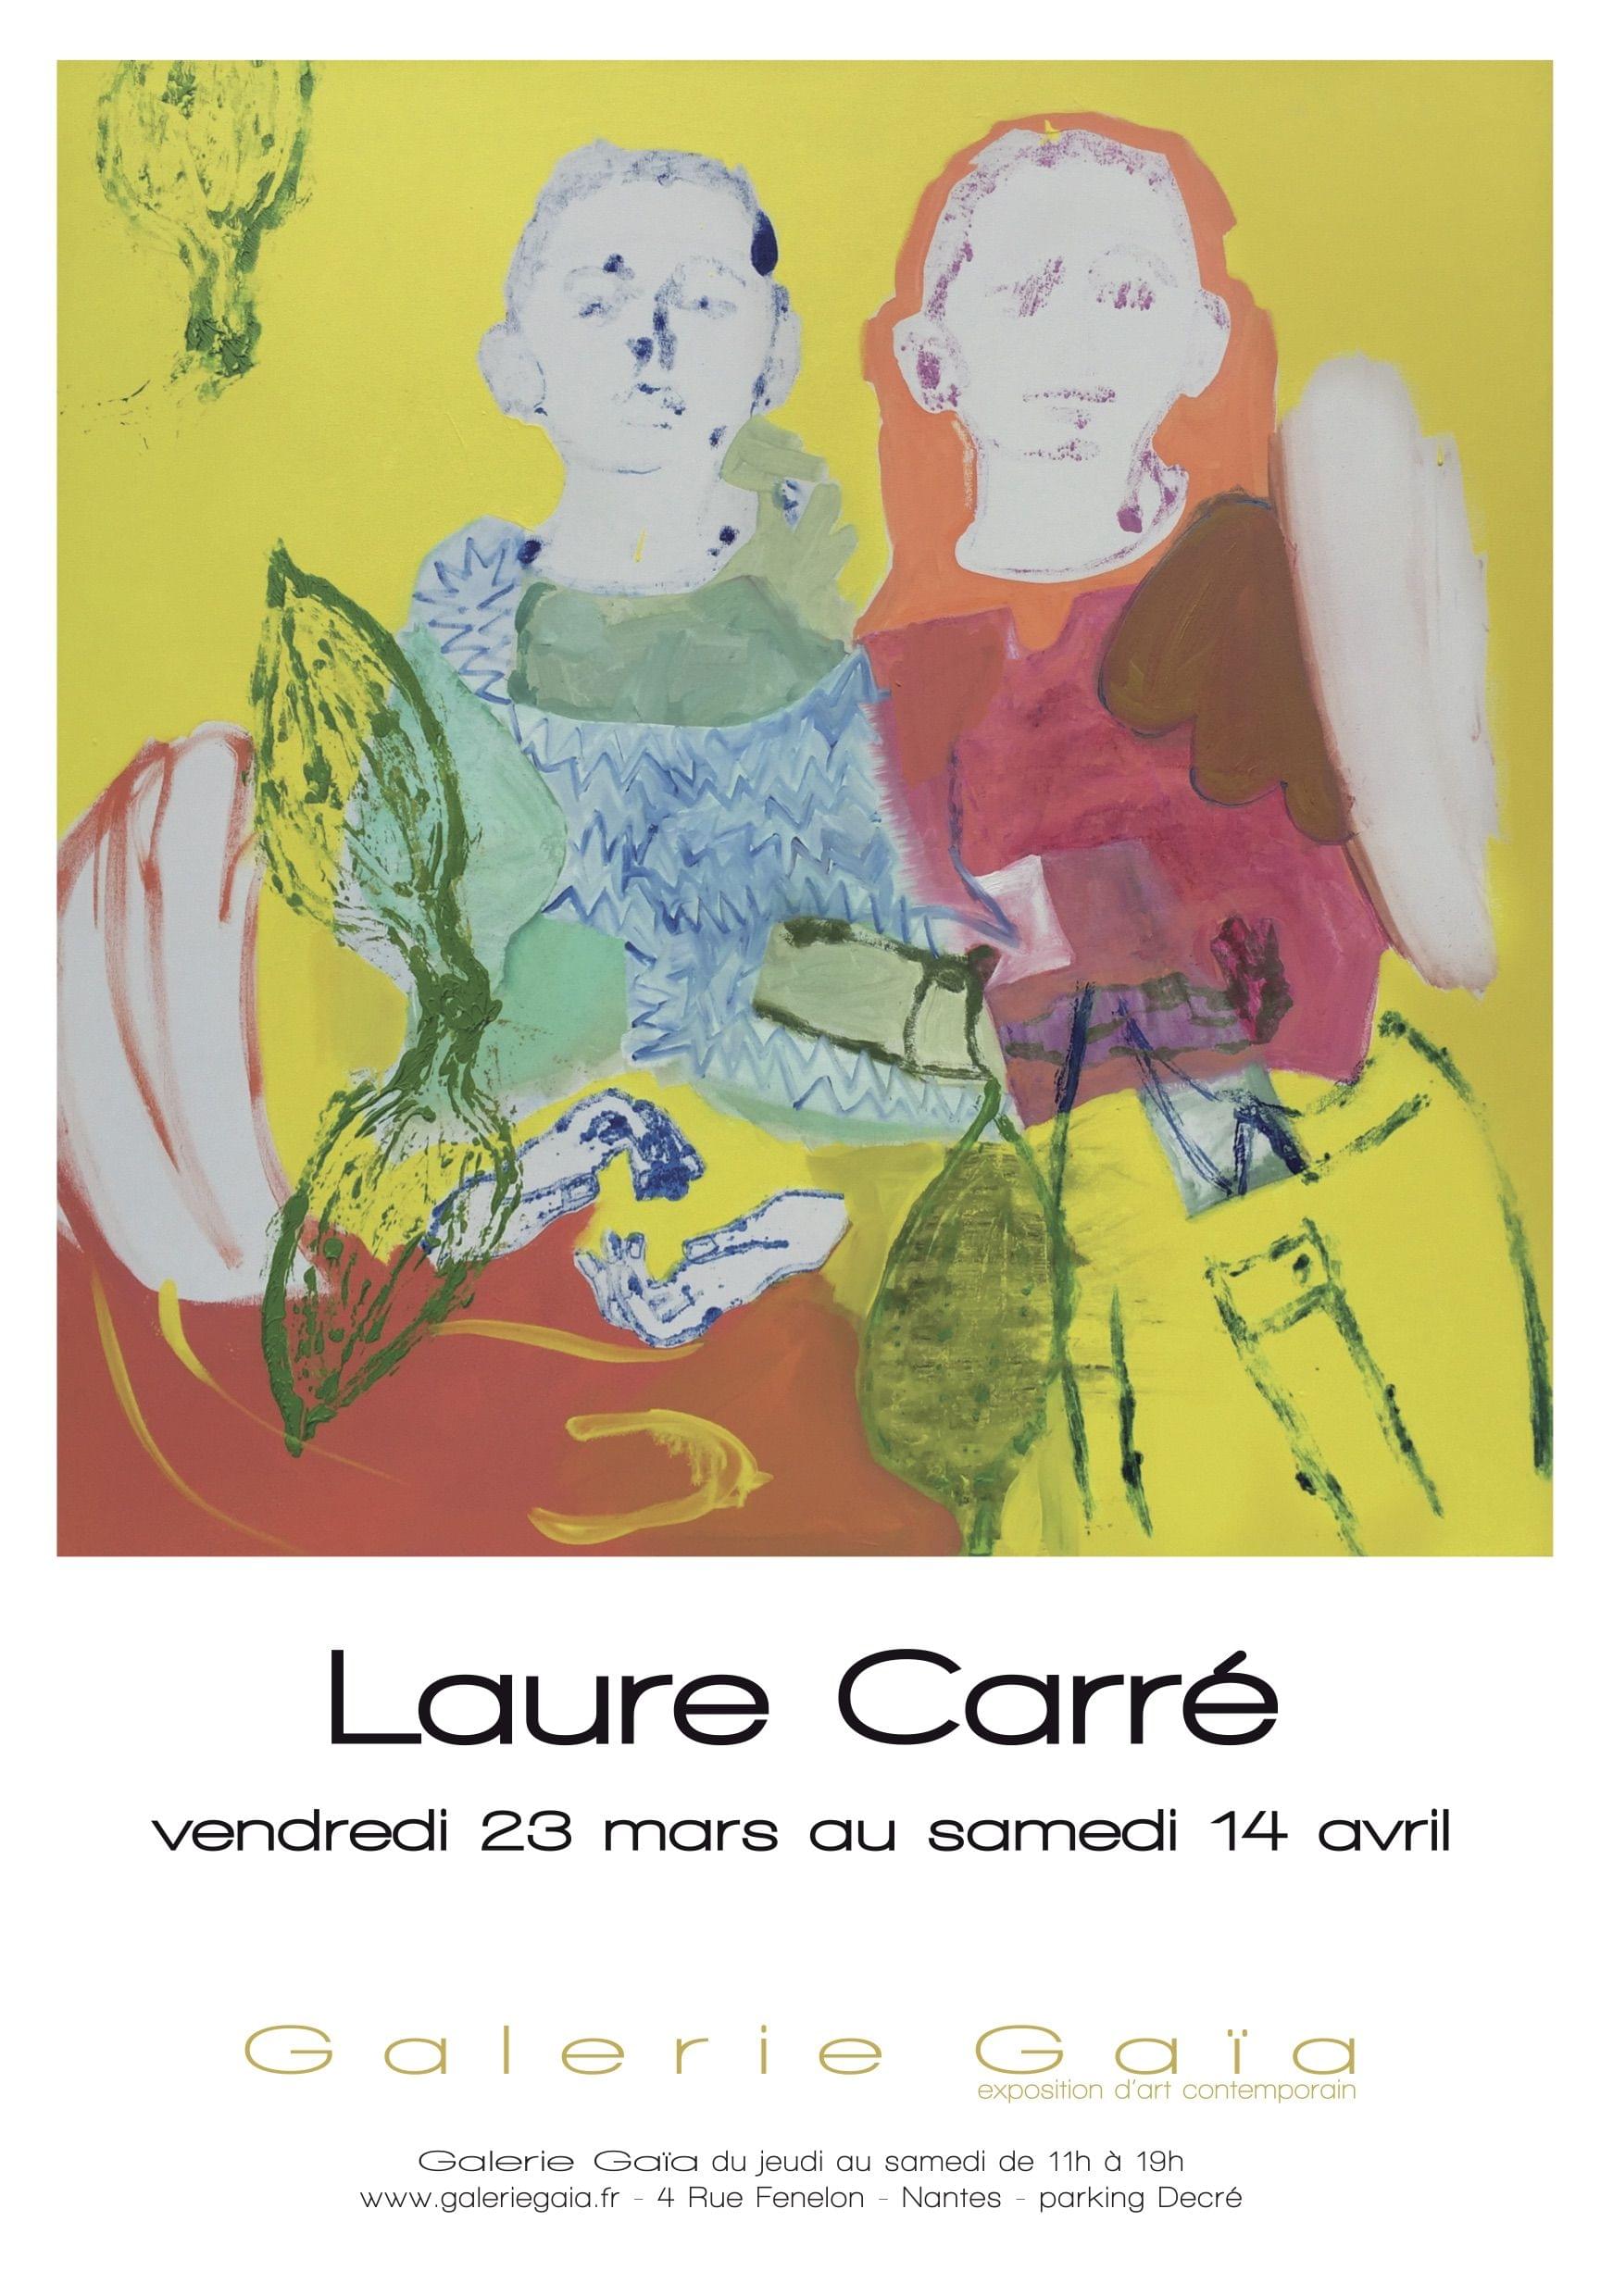 Laure Carré
vendredi 23 mars au samedi 14 avril
Galerie Gaïa
exposition d'art contemporain
Galerie Gaïa du jeudi au samedi de 11h à 19h
www.galeriegaia.fr - 4 Rue Fenelon - Nantes - parking Decré